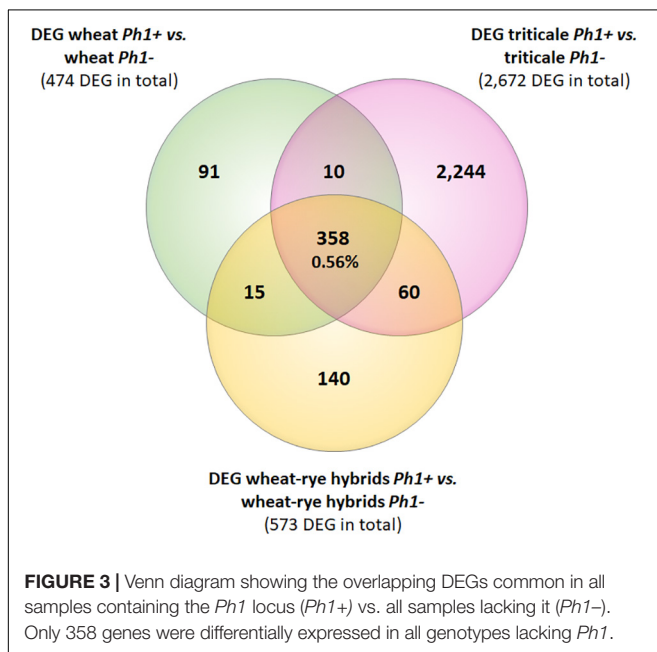 DEG wheat Ph1+ vs.
wheat Ph1-
(474 DEG in total)
DEG triticale Ph1+ vs.
triticale Ph1-
(2,672 DEG in total)
91
10
2,244
358
0.56%
15
60
140
DEG wheat-rye hybrids Ph1+ vs.
wheat-rye hybrids Ph1-
(573 DEG in total)
FIGURE 3 | Venn diagram showing the overlapping DEGs common in all
samples containing the Ph1 locus (Ph1+) vs. all samples lacking it (Ph1–).
Only 358 genes were differentially expressed in all genotypes lacking Ph1.